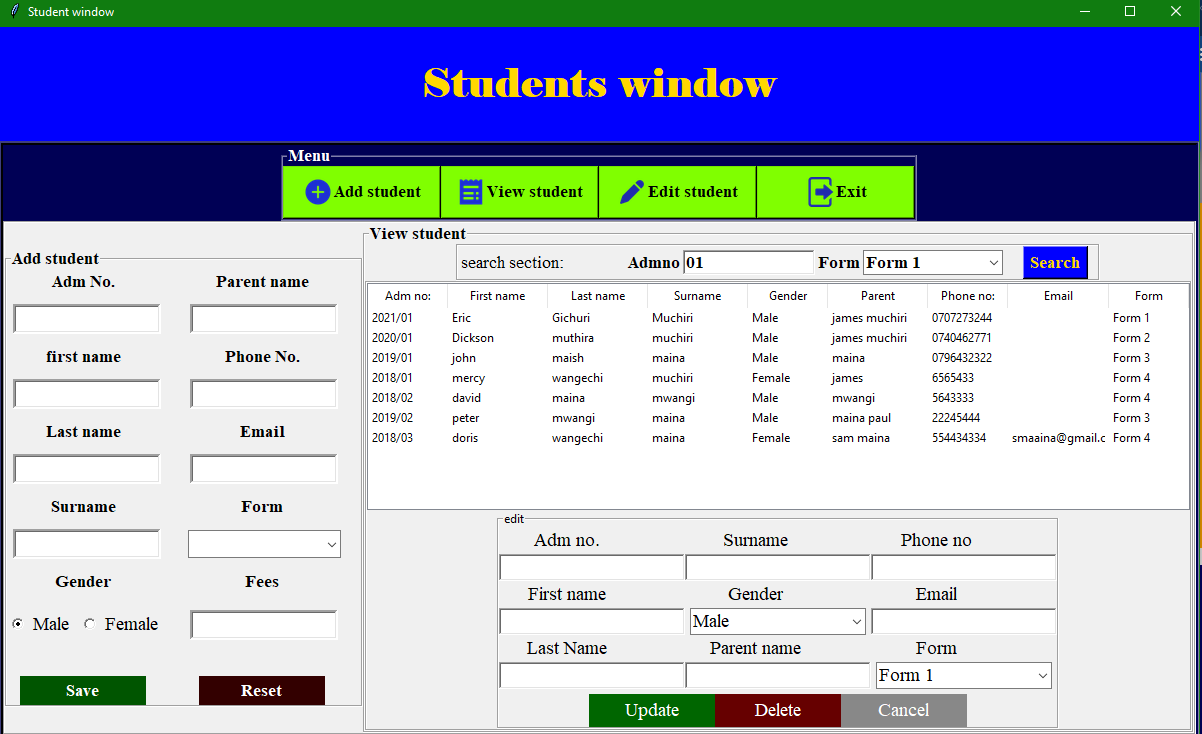 Student window
Students window
Menu
Add student View student Edit student Exit
View student
search section: Admno 01 Form Form 1 Search
Add student
Adm No. Parent name
first name Phone No.
Last name Email
Surname Form
Gender Fees
Male Female
Save Reset
Adm no: First name Last name Surname Gender Parent Phone no: Email Form
2021/01 Eric Gichuri Muchiri Male james muchiri 0707273244 Form 1
2020/01 Dickson muthira muchiri Male james muchiri 0740462771 Form 2
2019/01 john maish maina Male maina 0796432322 Form 3
2018/01 mercy wangechi muchiri Female james 6565433 Form 4
2018/02 david maina mwangi Male mwangi 5643333 Form 4
2019/02 peter mwangi maina Male maina paul 22245444 Form 3
2018/03 doris wangechi maina Female sam maina 554434334 smaaina@gmail.c Form 4
edit
Adm no. Surname Phone no
First name Gender Email
Male
Last Name Parent name Form
Form 1
Update Delete Cancel